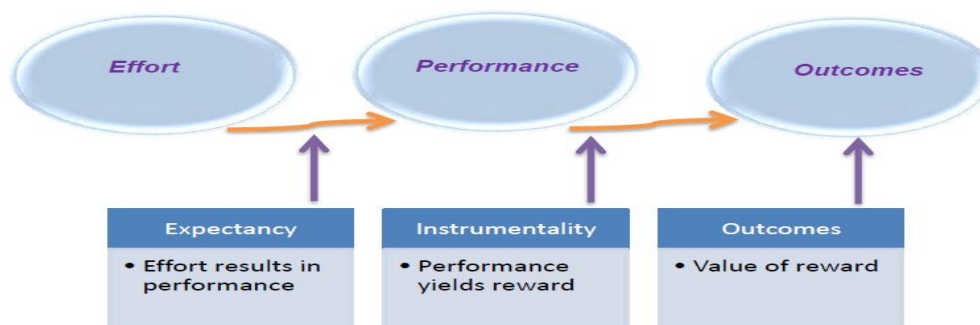 Effort
Performance
Outcomes
Expectancy
• Effort results in
performance
Instrumentality
• Performance
yields reward
Outcomes
• Value of reward